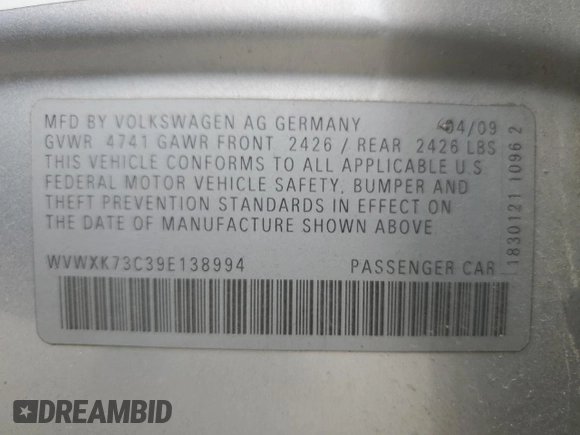 MFD BY VOLKSWAGEN AG GERMANY 04/09
GVWR 4741 GAWR FRONT 2426 / REAR 2426 LBS
THIS VEHICLE CONFORMS TO ALL APPLICABLE U.S
FEDERAL MOTOR VEHICLE SAFETY, BUMPER AND
THEFT PREVENTION STANDARDS IN EFFECT ON
THE DATE OF MANUFACTURE SHOWN ABOVE.
WVWXK73C39E138994 PASSENGER CAR
1830121 1096 2
DREAMBID